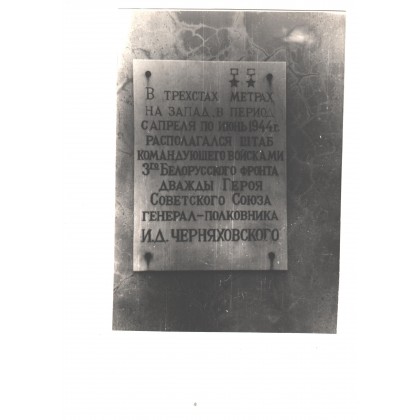 В ТРЕХСТАХ МЕТРАХ
НА ЗАПАД, В ПЕРИОД
С АПРЕЛЯ ПО ИЮНЬ 1944 г.
РАСПОЛАГАЛСЯ ШТАБ
КОМАНДУЮЩЕГО ВОЙСКАМИ
3го БЕЛОРУССКОГО ФРОНТА
ДВАЖДЫ ГЕРОЯ
СОВЕТСКОГО СОЮЗА
ГЕНЕРАЛ-ПОЛКОВНИКА
И.Д. ЧЕРНЯХОВСКОГО